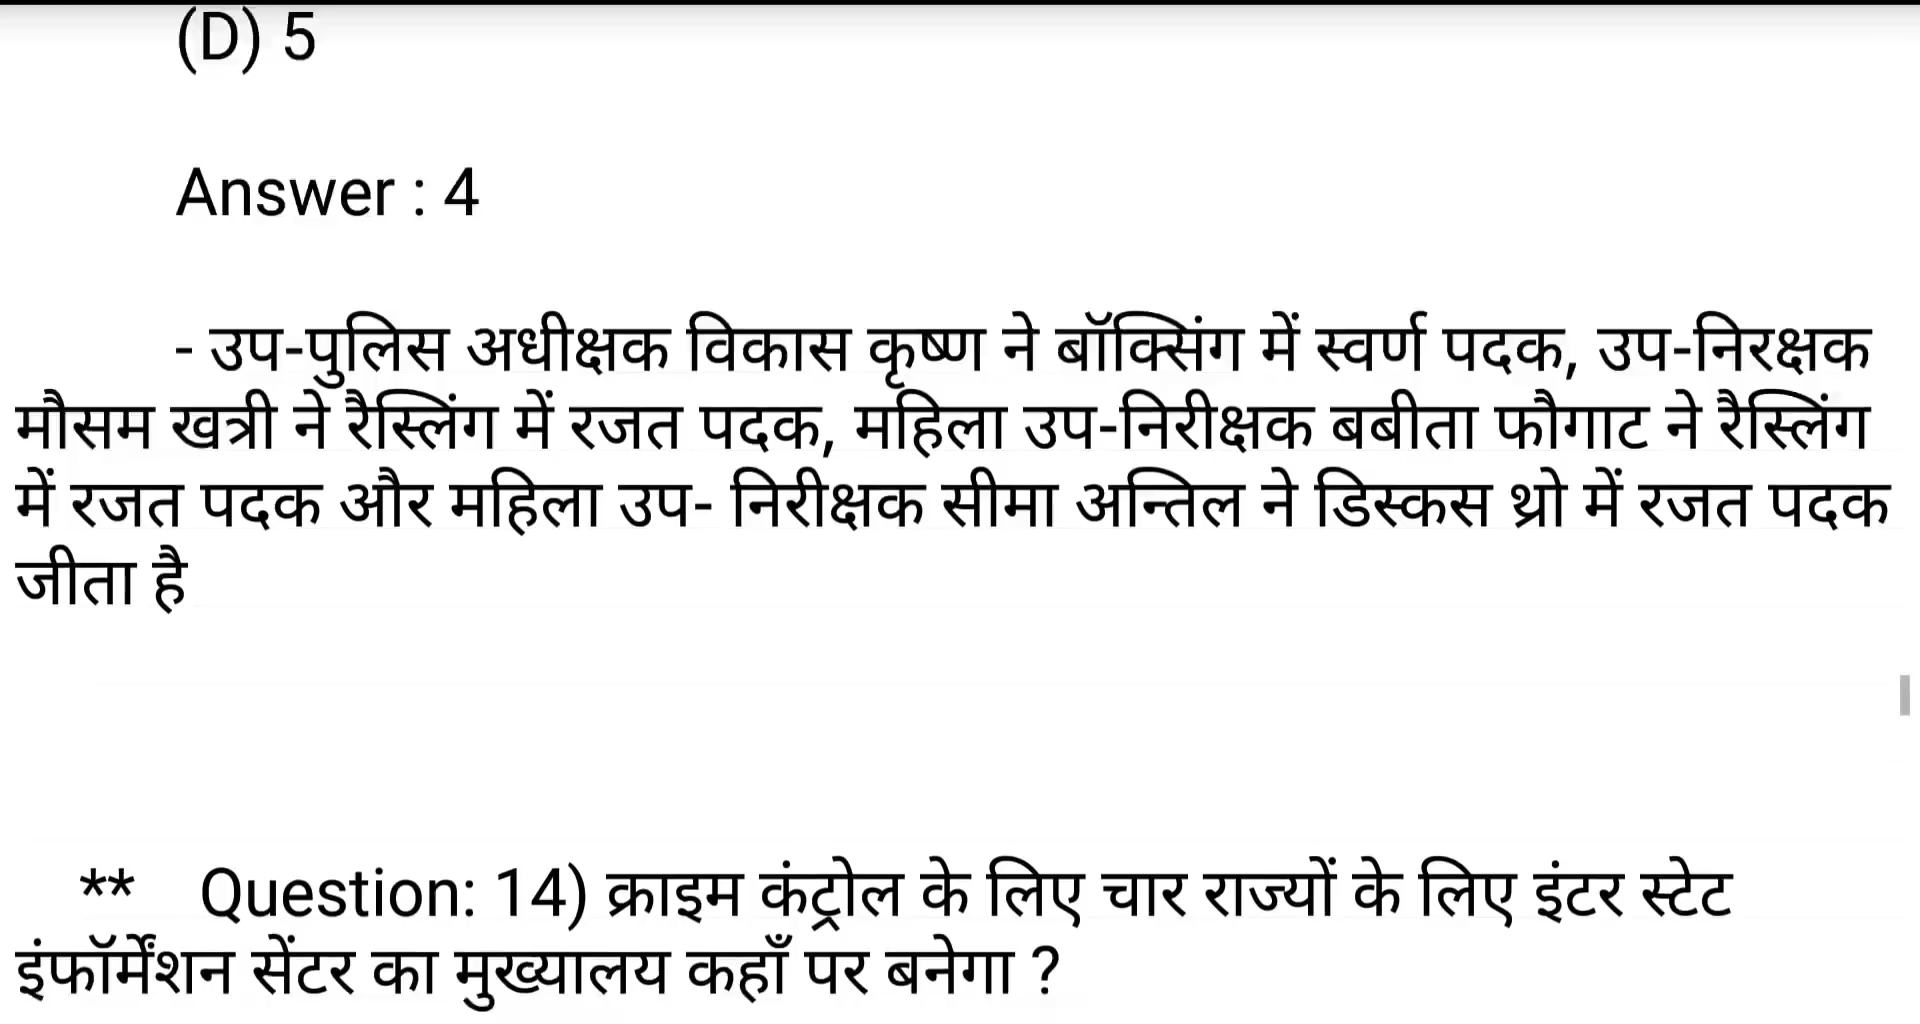 (D) 5
Answer : 4
- उप-पुलिस अधीक्षक विकास कृष्ण ने बॉक्सिंग में स्वर्ण पदक, उप-निरक्षक
मौसम खत्री ने रैस्लिंग में रजत पदक, महिला उप-निरीक्षक बबीता फौगाट ने रैस्लिंग
में रजत पदक और महिला उप- निरीक्षक सीमा अन्तिल ने डिस्कस थ्रो में रजत पदक
जीता है
** Question: 14) क्राइम कंट्रोल के लिए चार राज्यों के लिए इंटर स्टेट
इंफॉर्मेंशन सेंटर का मुख्यालय कहाँ पर बनेगा ?